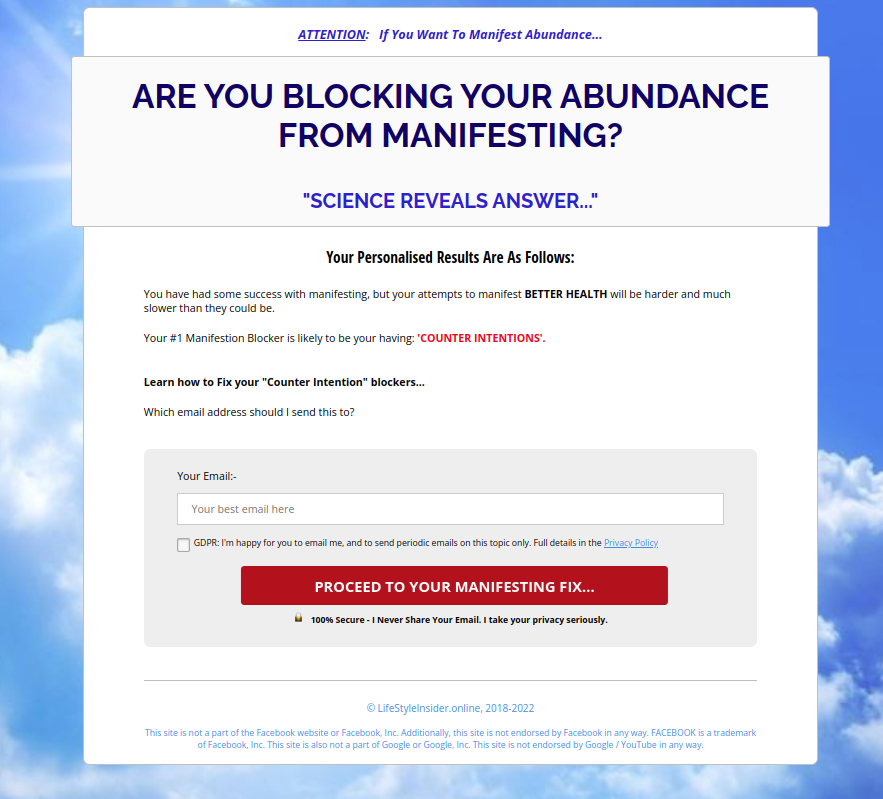 ATTENTION: If You Want To Manifest Abundance...
ARE YOU BLOCKING YOUR ABUNDANCE
FROM MANIFESTING?
"SCIENCE REVEALS ANSWER..."
Your Personalised Results Are As Follows:
You have had some success with manifesting, but your attempts to manifest BETTER HEALTH will be harder and much
slower than they could be.
Your #1 Manifestion Blocker is likely to be your having: 'COUNTER INTENTIONS'.
Learn how to Fix your "Counter Intention" blockers...
Which email address should I send this to?
Your Email:-
Your best email here
GDPR: I'm happy for you to email me, and to send periodic emails on this topic only. Full details in the Privacy Policy
PROCEED TO YOUR MANIFESTING FIX...
100% Secure - I Never Share Your Email. I take your privacy seriously.
© LifeStyleInsider.online, 2018-2022
This site is not a part of the Facebook website or Facebook, Inc. Additionally, this site is not endorsed by Facebook in any way. FACEBOOK is a trademark
of Facebook, Inc. This site is also not a part of Google or Google, Inc. This site is not endorsed by Google / YouTube in any way.